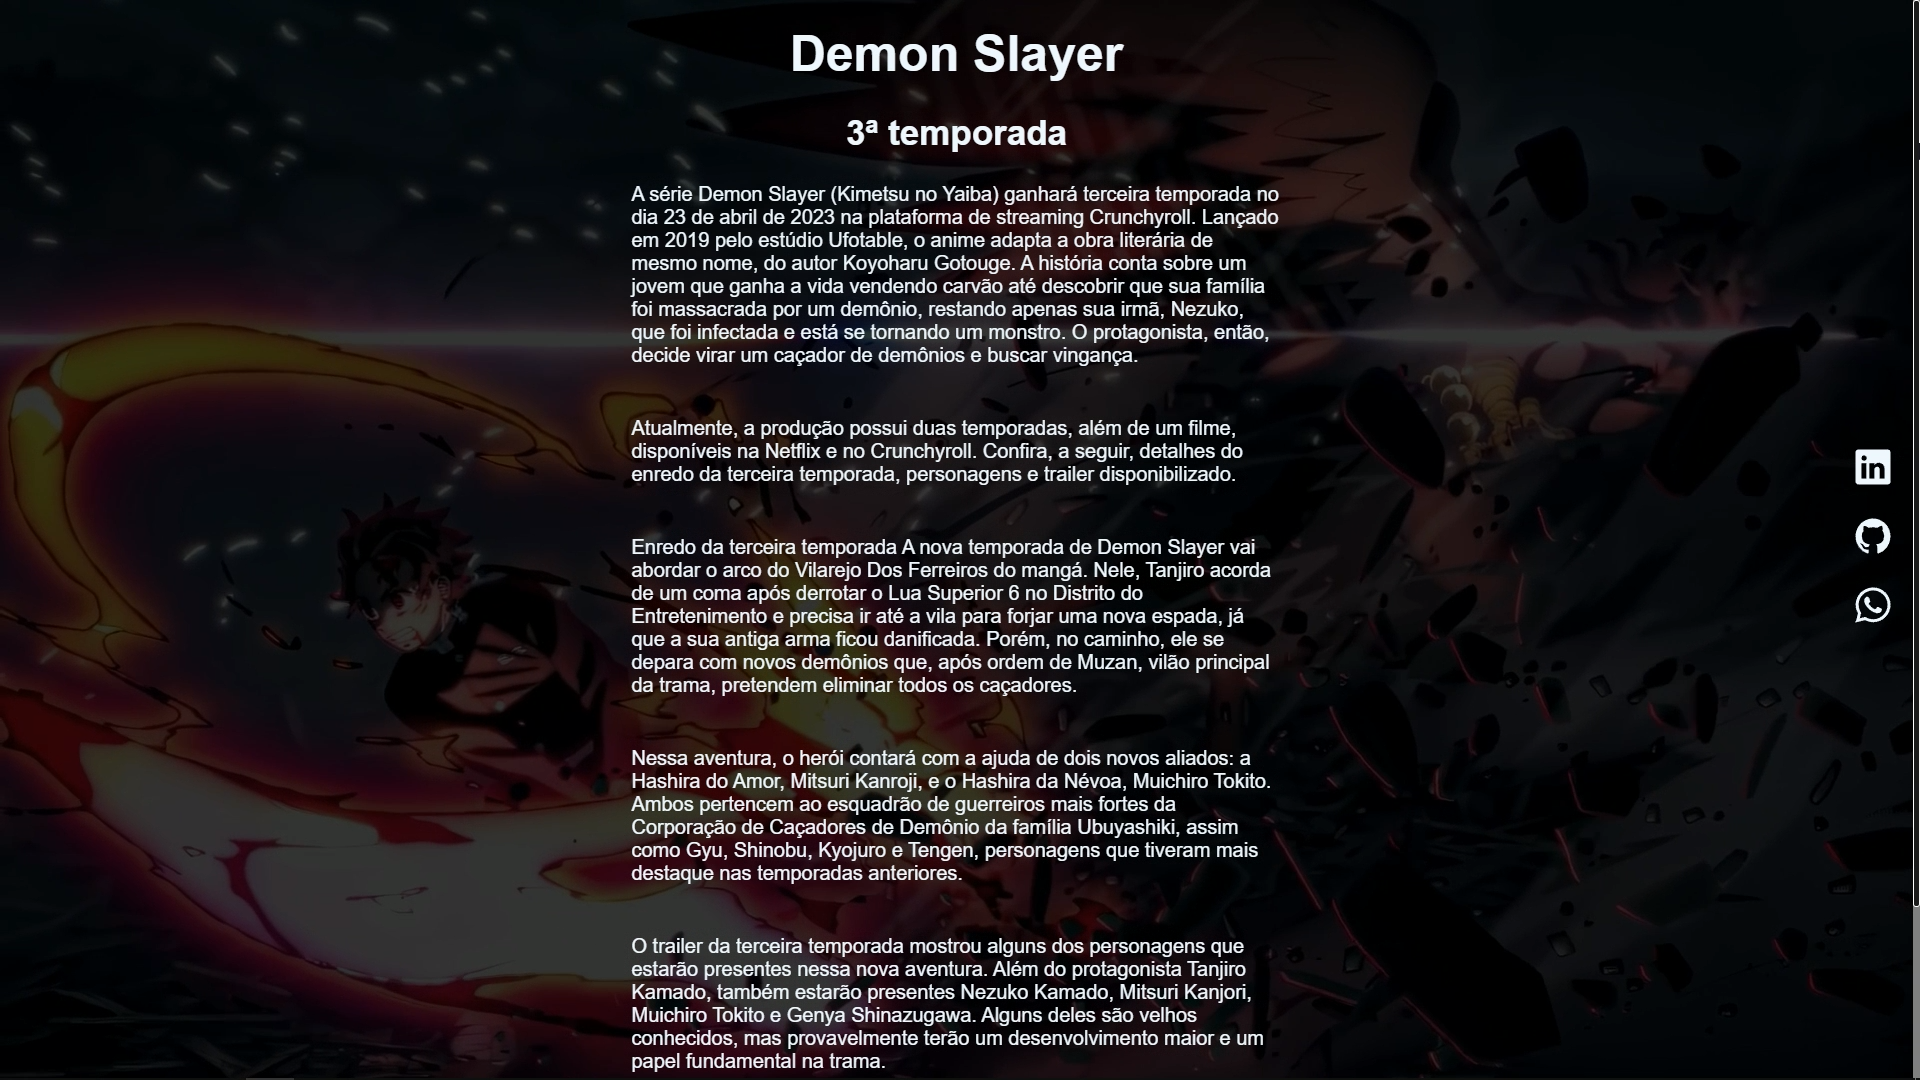 Demon Slayer
3ª temporada
A série Demon Slayer (Kimetsu no Yaiba) ganhará terceira temporada no
dia 23 de abril de 2023 na plataforma de streaming Crunchyroll. Lançado
em 2019 pelo estúdio Ufotable, o anime adapta a obra literária de
mesmo nome, do autor Koyoharu Gotouge. A história conta sobre um
jovem que ganha a vida vendendo carvão até descobrir que sua família
foi massacrada por um demônio, restando apenas sua irmã, Nezuko,
que foi infectada e está se tornando um monstro. O protagonista, então,
decide virar um caçador de demônios e buscar vingança.
Atualmente, a produção possui duas temporadas, além de um filme,
disponíveis na Netflix e no Crunchyroll. Confira, a seguir, detalhes do
enredo da terceira temporada, personagens e trailer disponibilizado.
Enredo da terceira temporada A nova temporada de Demon Slayer vai
abordar o arco do Vilarejo Dos Ferreiros do mangá. Nele, Tanjiro acorda
de um coma após derrotar o Lua Superior 6 no Distrito do
Entretenimento e precisa ir até a vila para forjar uma nova espada, já
que a sua antiga arma ficou danificada. Porém, no caminho, ele se
depara com novos demônios que, após ordem de Muzan, vilão principal
da trama, pretendem eliminar todos os caçadores.
Nessa aventura, o herói contará com a ajuda de dois novos aliados: a
Hashira do Amor, Mitsuri Kanroji, e o Hashira da Névoa, Muichiro Tokito.
Ambos pertencem ao esquadrão de guerreiros mais fortes da
Corporação de Caçadores de Demônio da família Ubuyashiki, assim
como Gyu, Shinobu, Kyojuro e Tengen, personagens que tiveram mais
destaque nas temporadas anteriores.
O trailer da terceira temporada mostrou alguns dos personagens que
estarão presentes nessa nova aventura. Além do protagonista Tanjiro
Kamado, também estarão presentes Nezuko Kamado, Mitsuri Kanjori,
Muichiro Tokito e Genya Shinazugawa. Alguns deles são velhos
conhecidos, mas provavelmente terão um desenvolvimento maior e um
papel fundamental na trama.
in